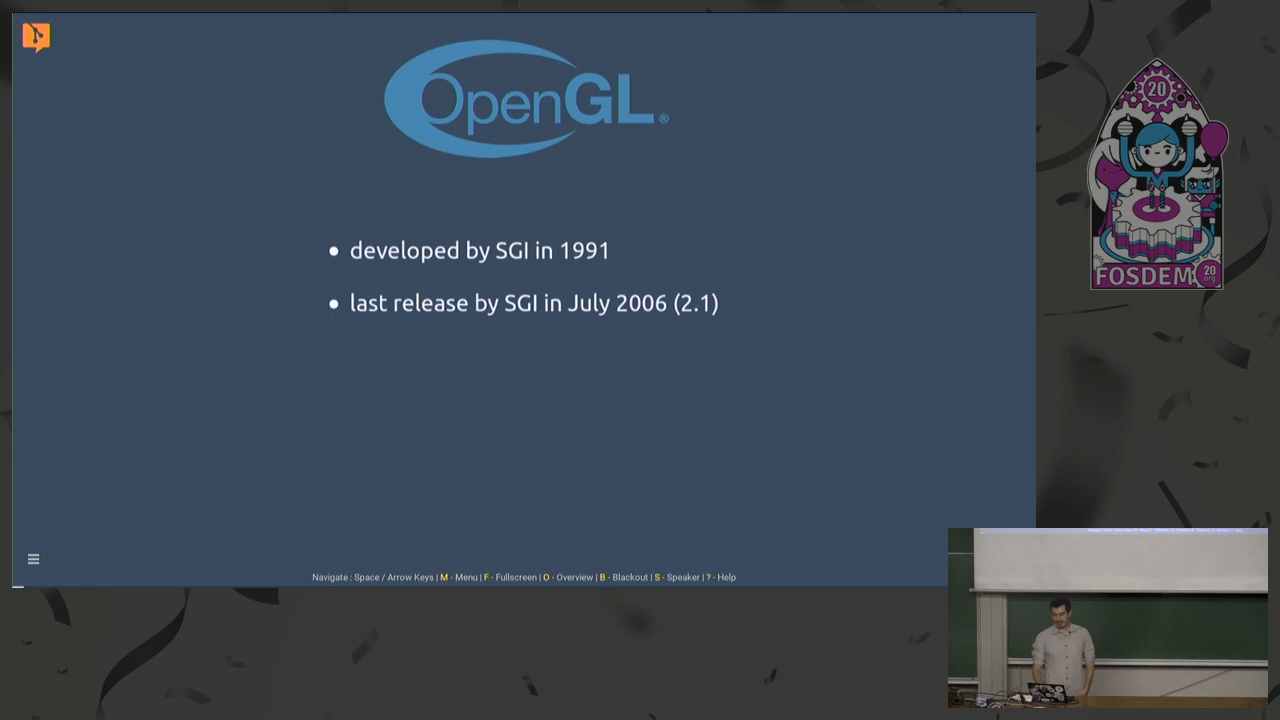 OpenGL®
developed by SGI in 1991
last release by SGI in July 2006 (2.1)
Navigate : Space / Arrow Keys | M - Menu | F - Fullscreen | O - Overview | B - Blackout | S - Speaker | ? - Help
20
FOSDEM
20
org